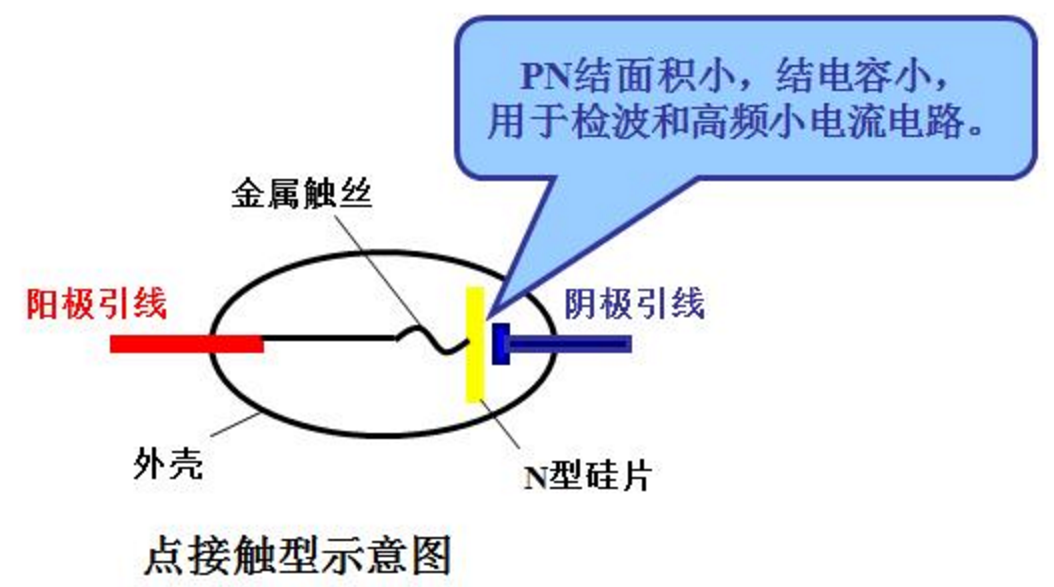 PN结面积小，结电容小，
用于检波和高频小电流电路。
金属触丝
阳极引线
阴极引线
外壳
N型硅片
点接触型示意图